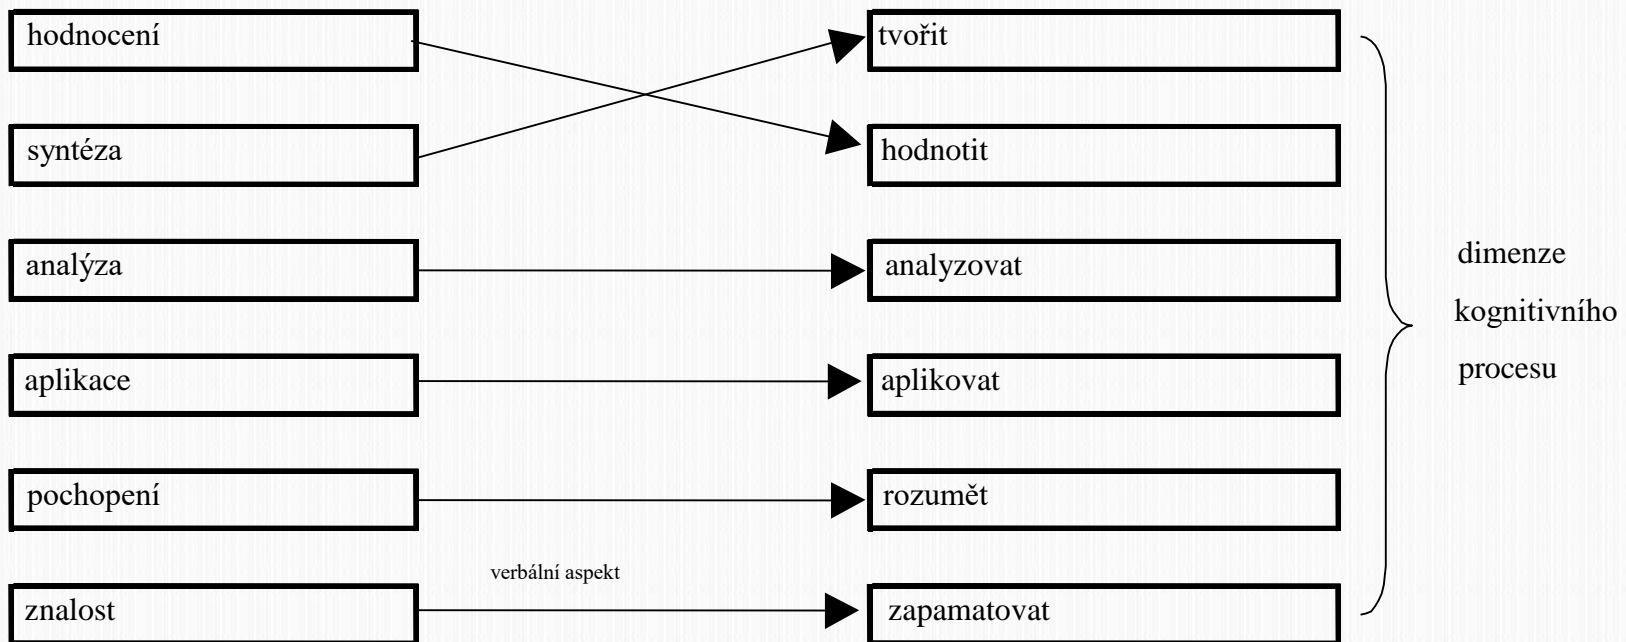 hodnocení
tvořit
syntéza
hodnotit
analýza
analyzovat
aplikace
aplikovat
pochopení
rozumět
verbální aspekt
znalost
zapamatovat
dimenze
kognitivního
procesu